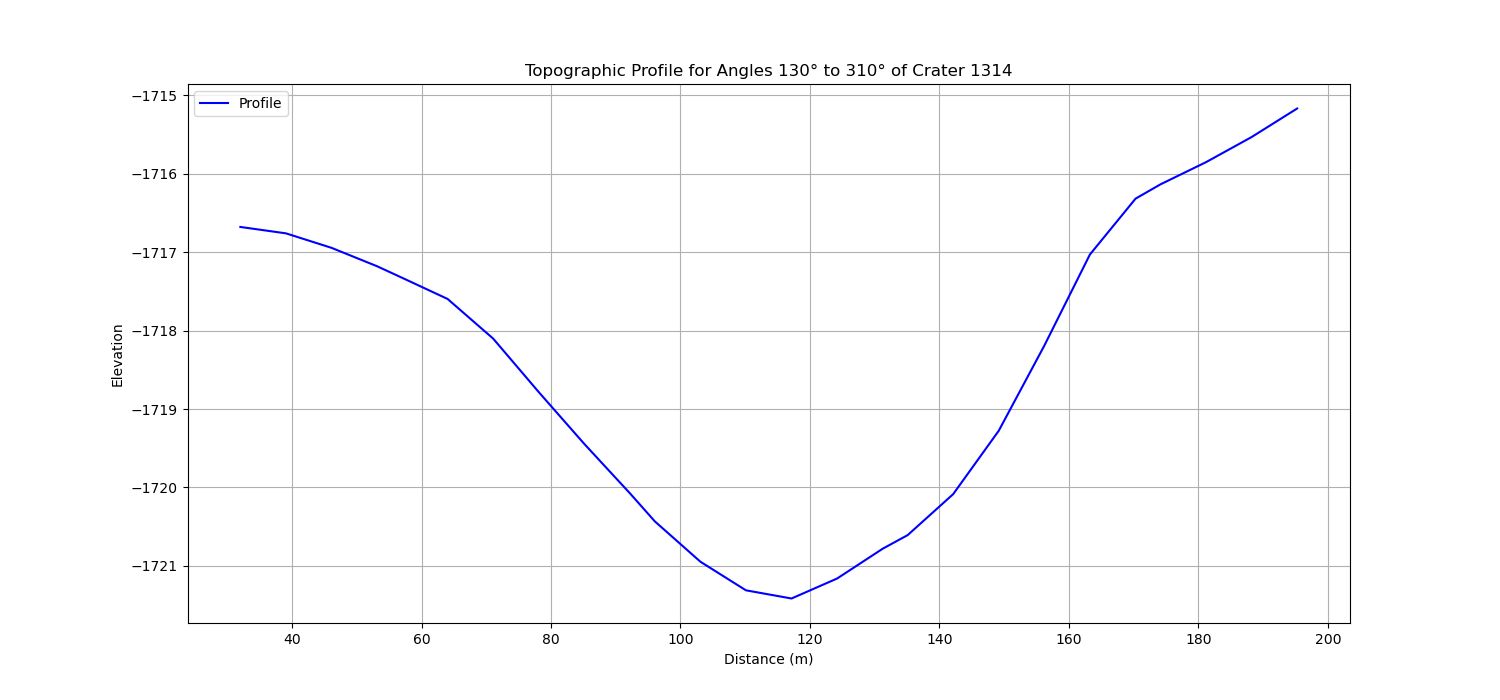 Topographic Profile for Angles 130° to 310° of Crater 1314
Profile
−1715
−1716
−1717
−1718
−1719
−1720
−1721
Elevation
40 60 80 100 120 140 160 180 200
Distance (m)